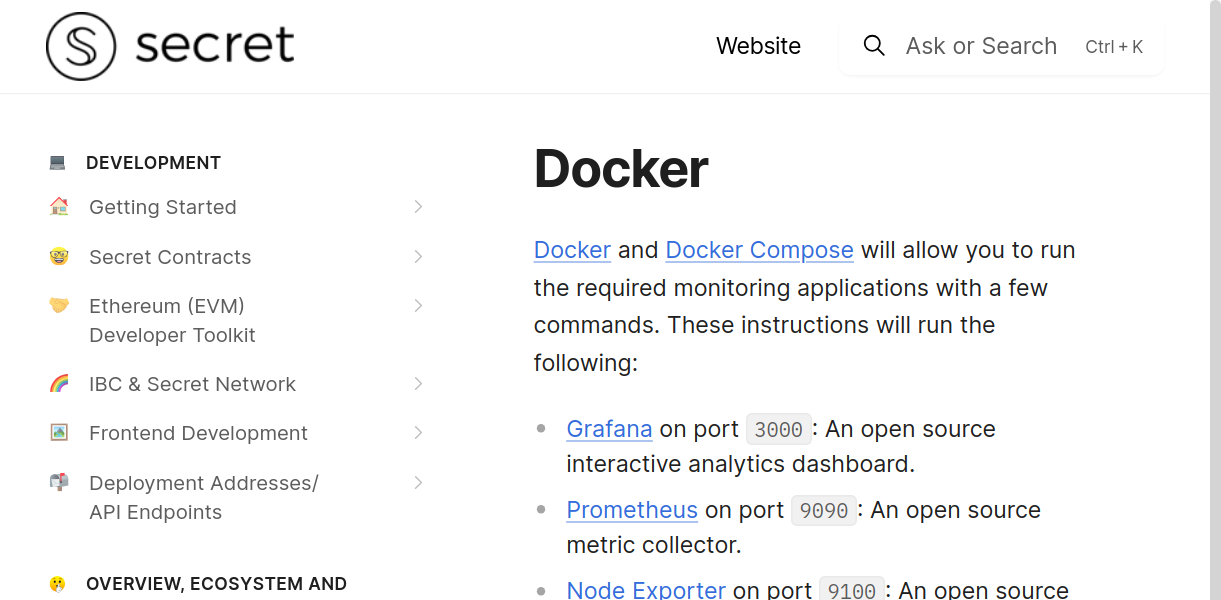 secret
Website
Ask or Search
Ctrl + K
DEVELOPMENT
Getting Started
Secret Contracts
Ethereum (EVM)
Developer Toolkit
IBC & Secret Network
Frontend Development
Deployment Addresses/
API Endpoints
OVERVIEW, ECOSYSTEM AND
Docker
Docker and Docker Compose will allow you to run
the required monitoring applications with a few
commands. These instructions will run the
following:
Grafana on port 3000: An open source
interactive analytics dashboard.
Prometheus on port 9090: An open source
metric collector.
Node Exporter on port 9100: An open source